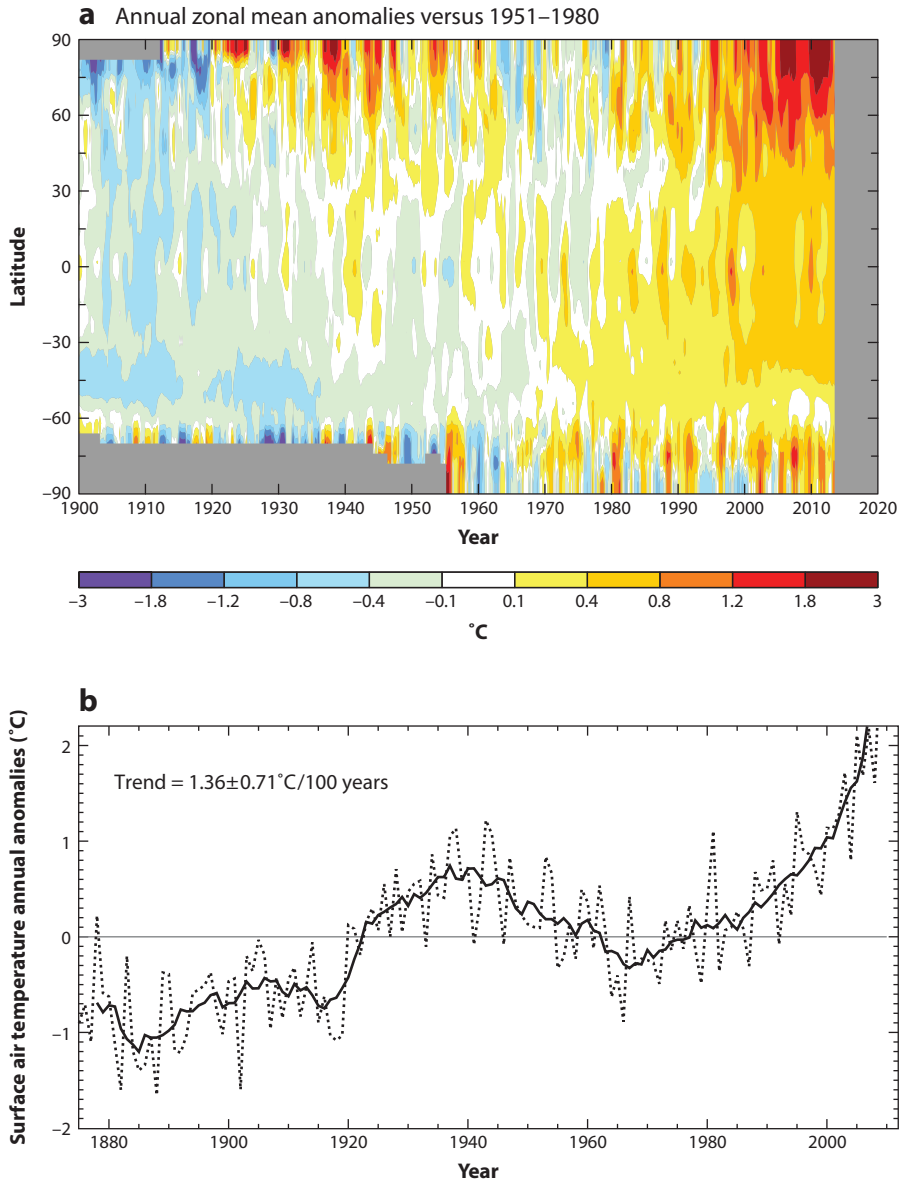 a Annual zonal mean anomalies versus 1951–1980
90
60
30
0
−30
−60
−90
Latitude
1900 1910 1920 1930 1940 1950 1960 1970 1980 1990 2000 2010 2020
Year
−3 −1.8 −1.2 −0.8 −0.4 −0.1 0.1 0.4 0.8 1.2 1.8 3
°C
b
Surface air temperature annual anomalies (°C)
2
Trend = 1.36±0.71°C/100 years
1
0
−1
−2
1880 1900 1920 1940 1960 1980 2000
Year